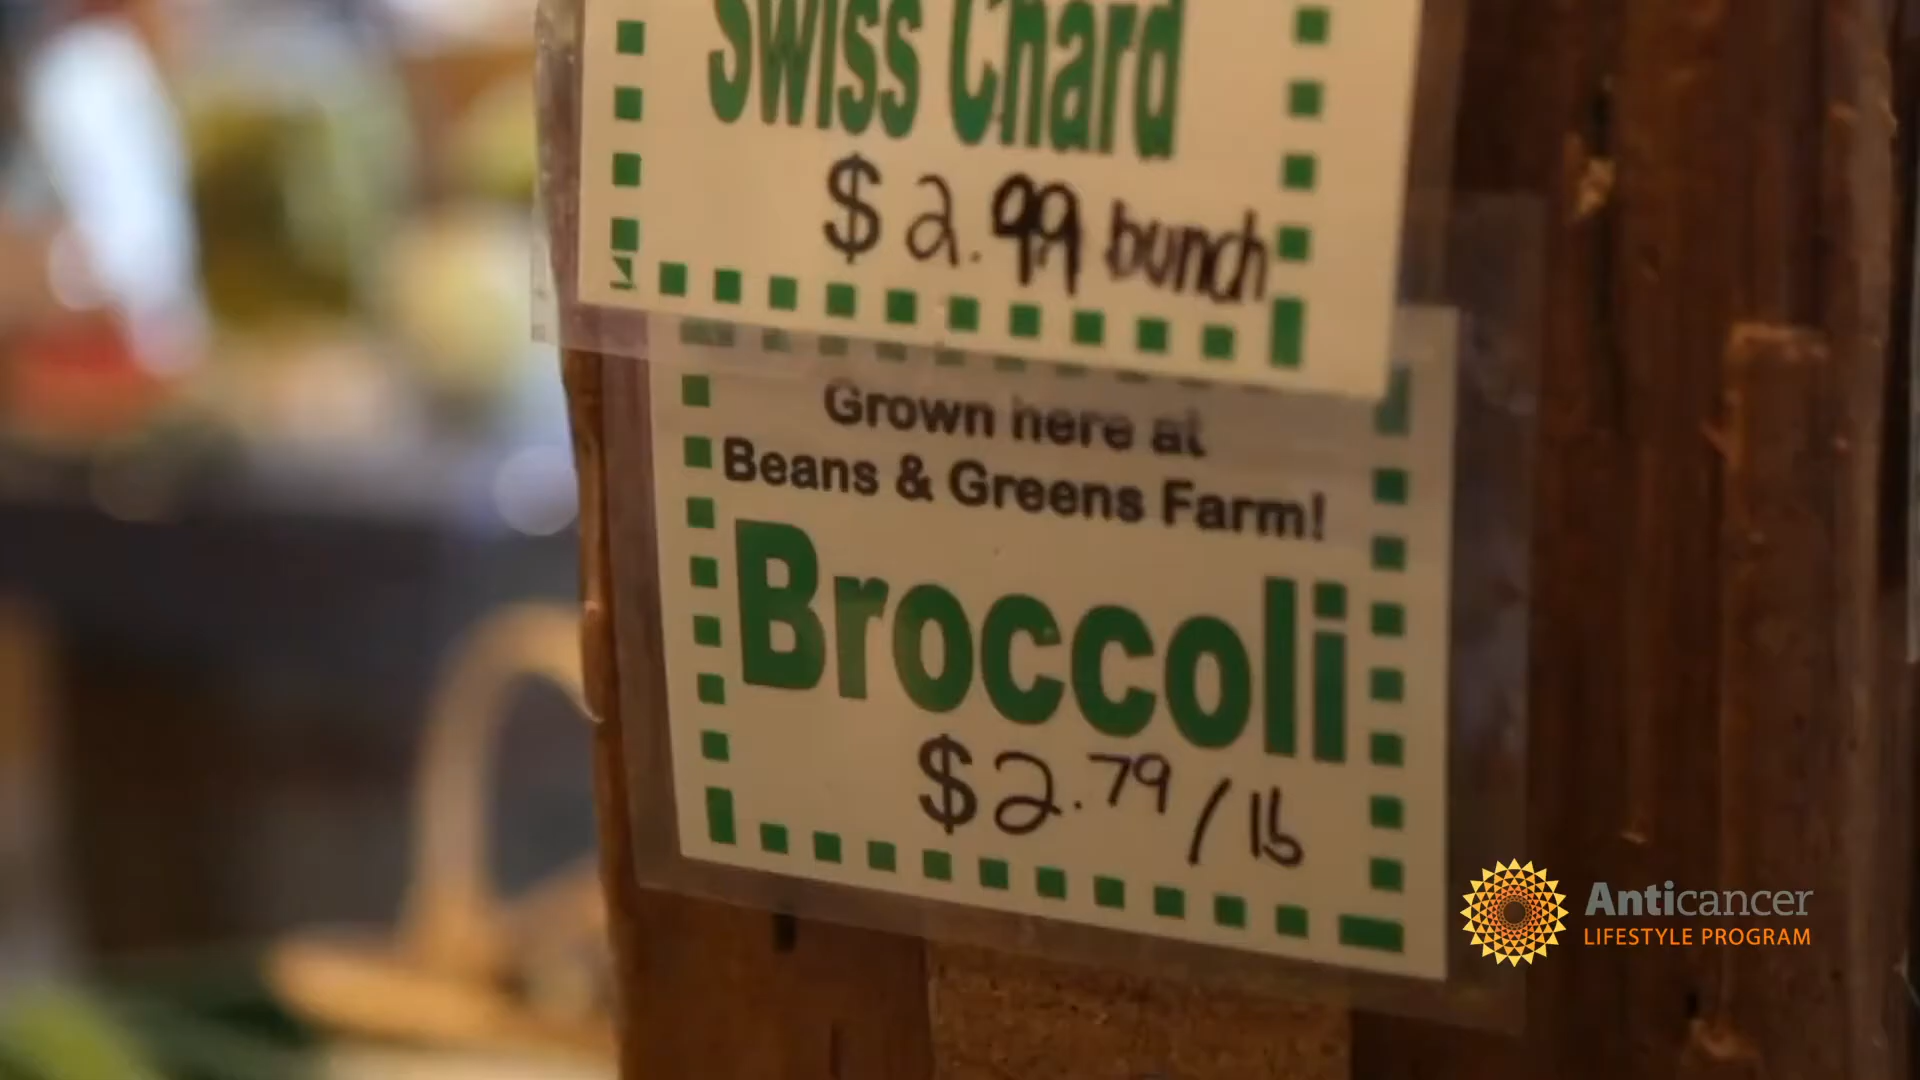 Swiss Chard
$2.99 bunch
Grown here at
Beans & Greens Farm!
Broccoli
$2.79/lb
Anticancer
LIFESTYLE PROGRAM